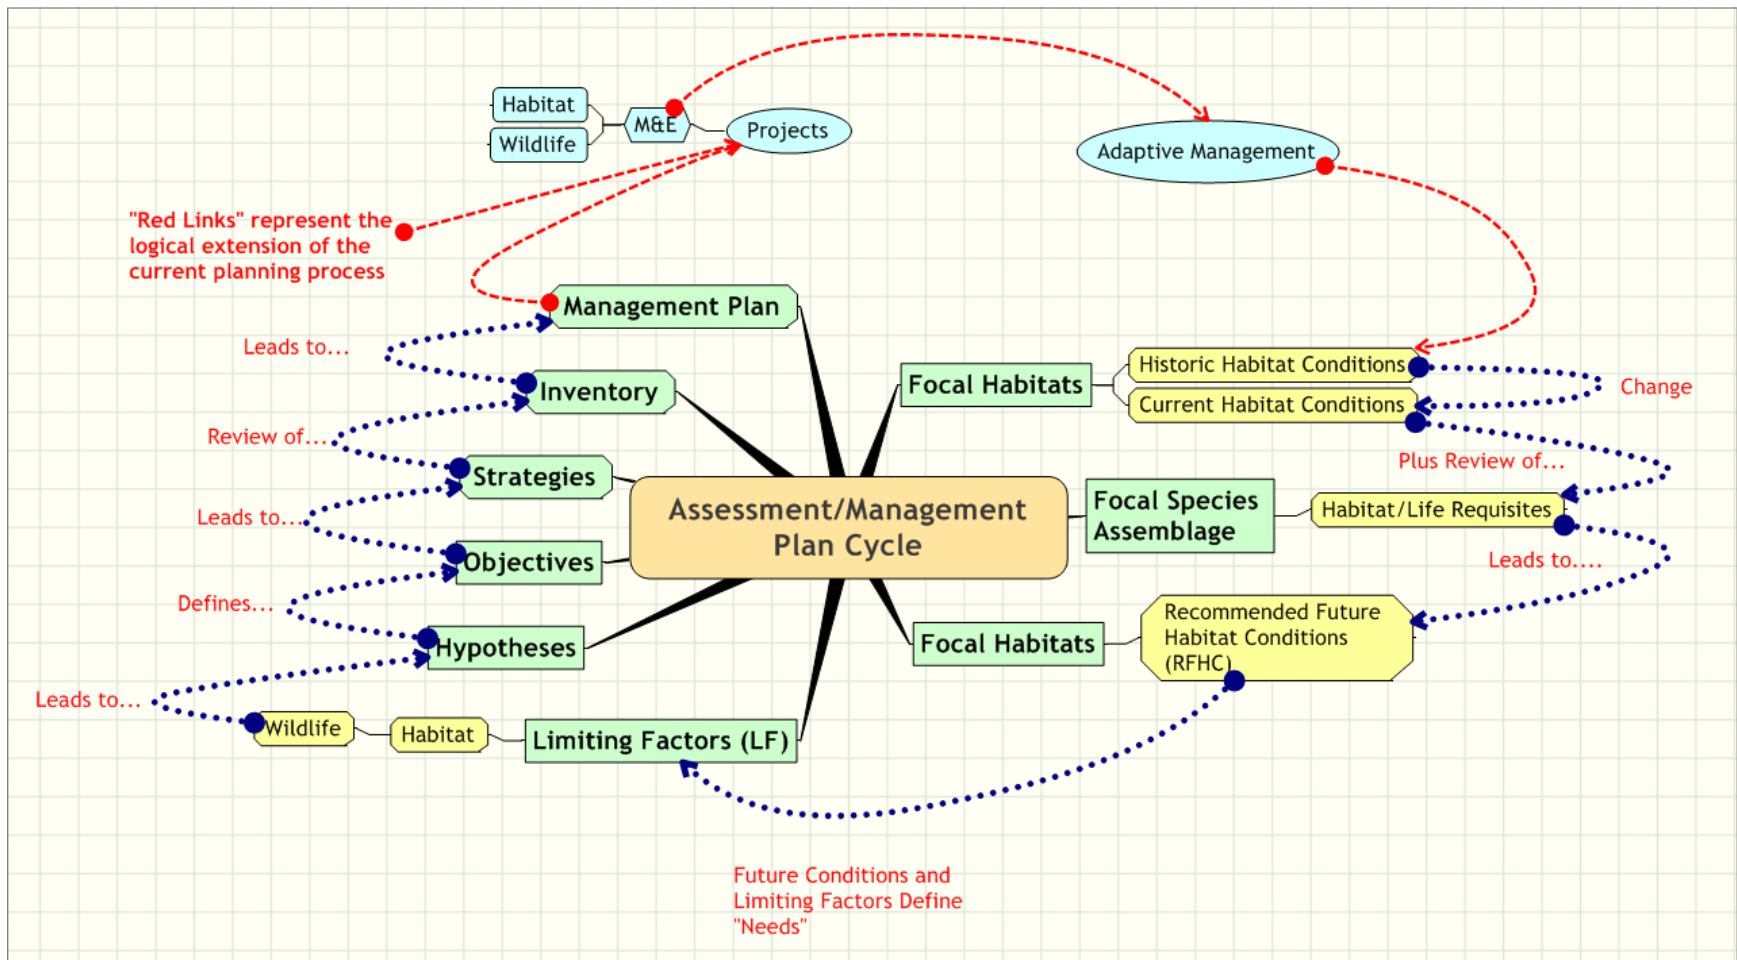 Habitat
M&E
Wildlife
Projects
Adaptive Management
"Red Links" represent the
logical extension of the
current planning process
Management Plan
Leads to...
Inventory
Review of...
Strategies
Leads to...
Objectives
Defines...
Hypotheses
Leads to...
Wildlife
Habitat
Limiting Factors (LF)
Assessment/Management
Plan Cycle
Focal Habitats
Historic Habitat Conditions
Current Habitat Conditions
Change
Plus Review of...
Focal Species
Assemblage
Habitat/Life Requisites
Leads to....
Focal Habitats
Recommended Future
Habitat Conditions
(RFHC)
Future Conditions and
Limiting Factors Define
"Needs"